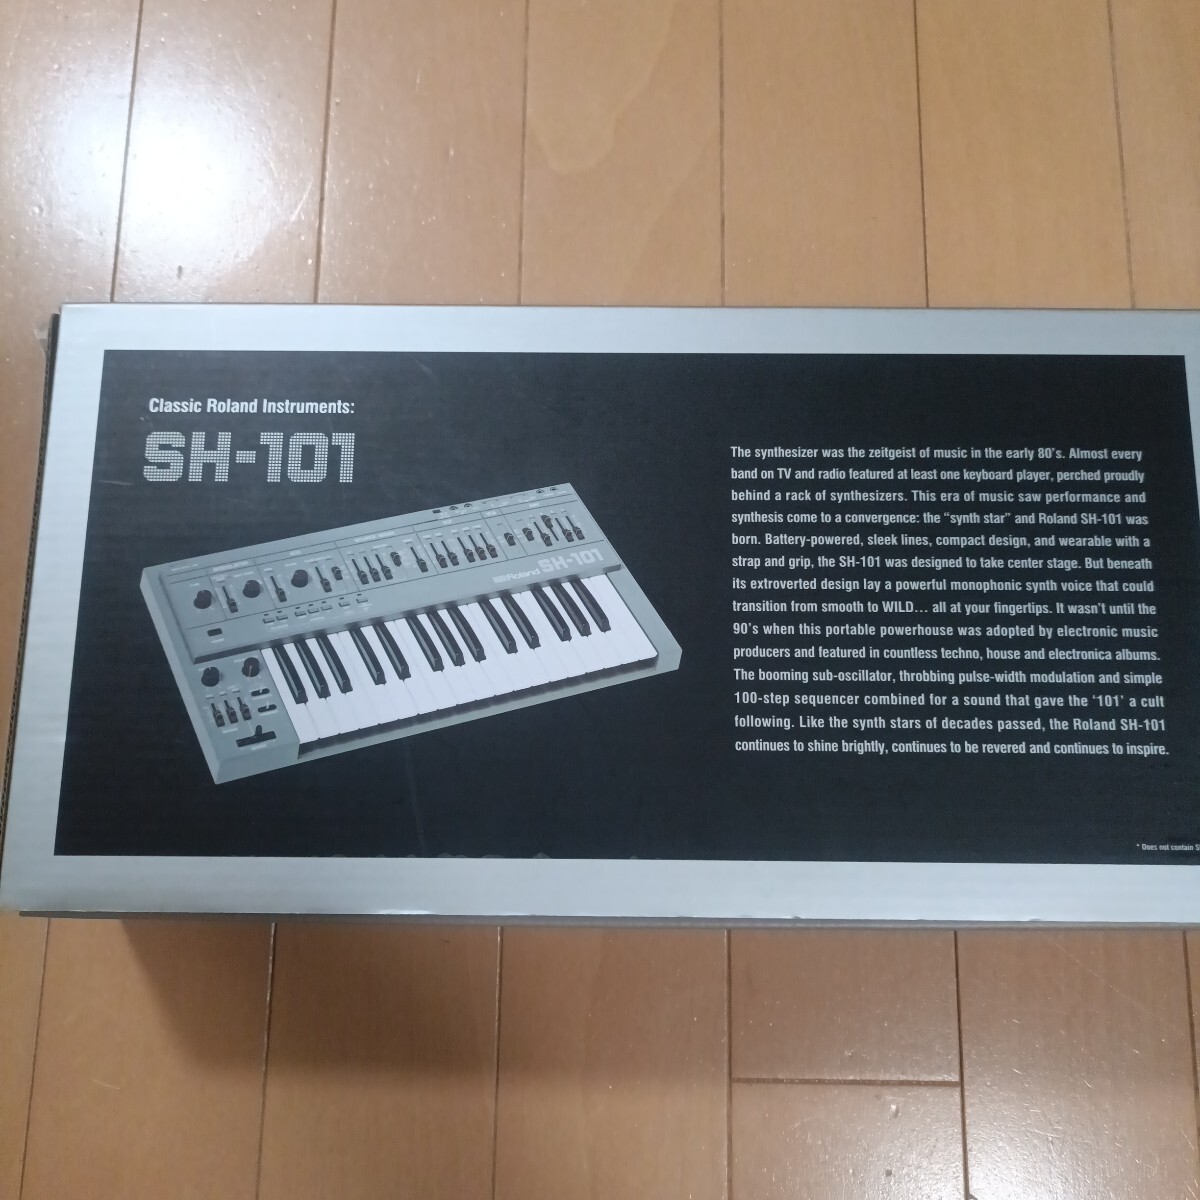 Classic Roland Instruments:
SH-101
Roland SH-101
The synthesizer was the zeitgeist of music in the early 80's. Almost every
band on TV and radio featured at least one keyboard player, perched proudly
behind a rack of synthesizers. This era of music saw performance and
synthesis come to a convergence: the “synth star” and Roland SH-101 was
born. Battery-powered, sleek lines, compact design, and wearable with a
strap and grip, the SH-101 was designed to take center stage. But beneath
its extroverted design lay a powerful monophonic synth voice that could
transition from smooth to WILD... all at your fingertips. It wasn't until the
90's when this portable powerhouse was adopted by electronic music
producers and featured in countless techno, house and electronica albums.
The booming sub-oscillator, throbbing pulse-width modulation and simple
100-step sequencer combined for a sound that gave the ‘101’ a cult
following. Like the synth stars of decades passed, the Roland SH-101
continues to shine brightly, continues to be revered and continues to inspire.
* Does not contain